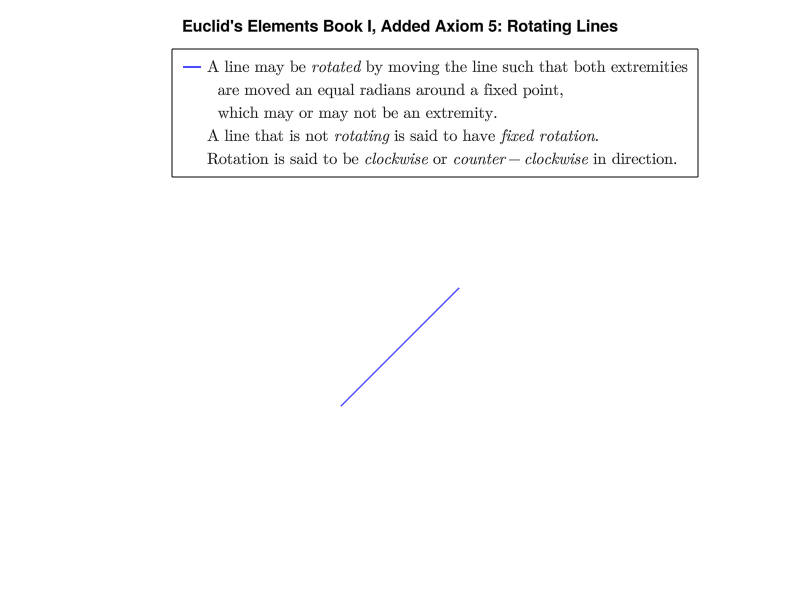 Euclid's Elements Book I, Added Axiom 5: Rotating Lines
A line may be rotated by moving the line such that both extremities
are moved an equal radians around a fixed point,
which may or may not be an extremity.
A line that is not rotating is said to have fixed rotation.
Rotation is said to be clockwise or counter−clockwise in direction.